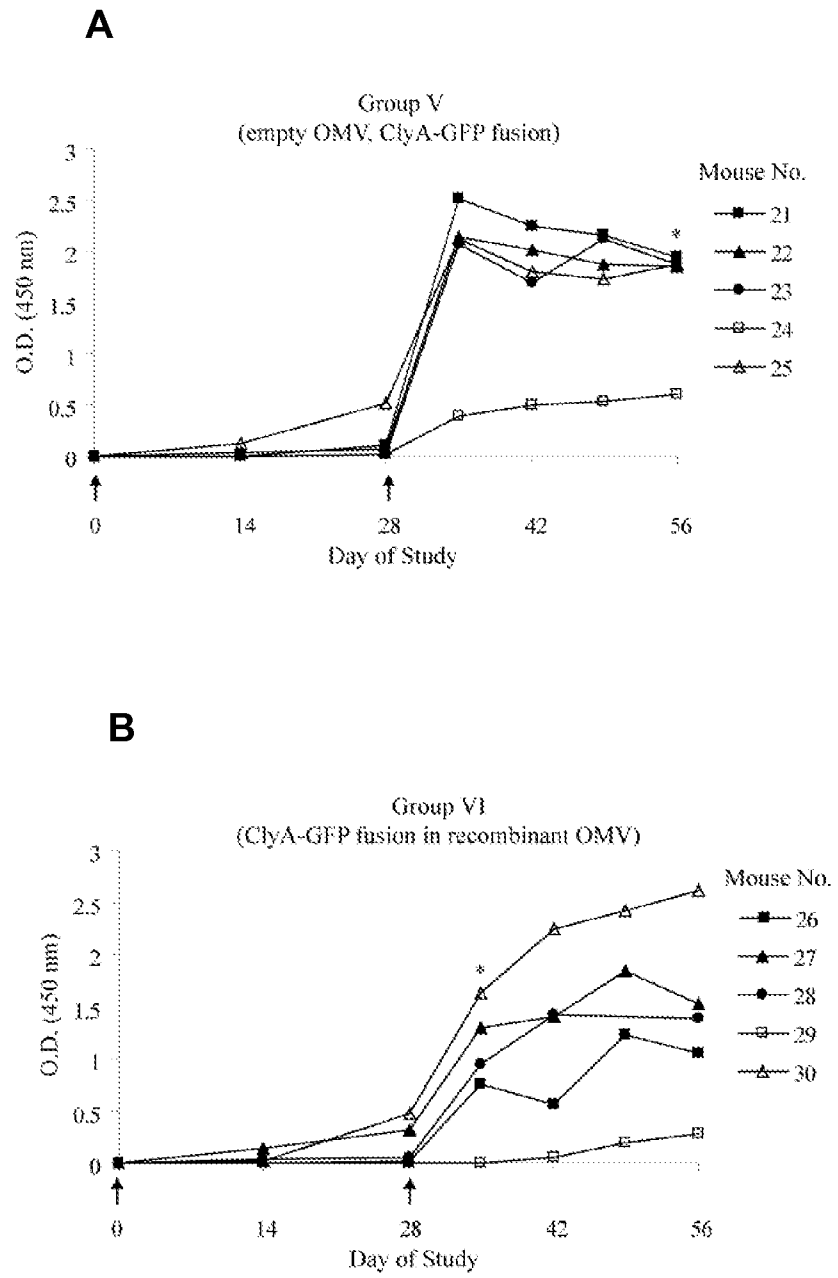 A
Group V
(empty OMV, ClyA-GFP fusion)
3
2.5
2
1.5
1
0.5
0
O.D. (450 nm)
Mouse No.
21
22
23
24
25
*
0 14 28 42 56
Day of Study
B
Group VI
(ClyA-GFP fusion in recombinant OMV)
3
2.5
2
1.5
1
0.5
0
O.D. (450 nm)
Mouse No.
26
27
28
29
30
*
0 14 28 42 56
Day of Study